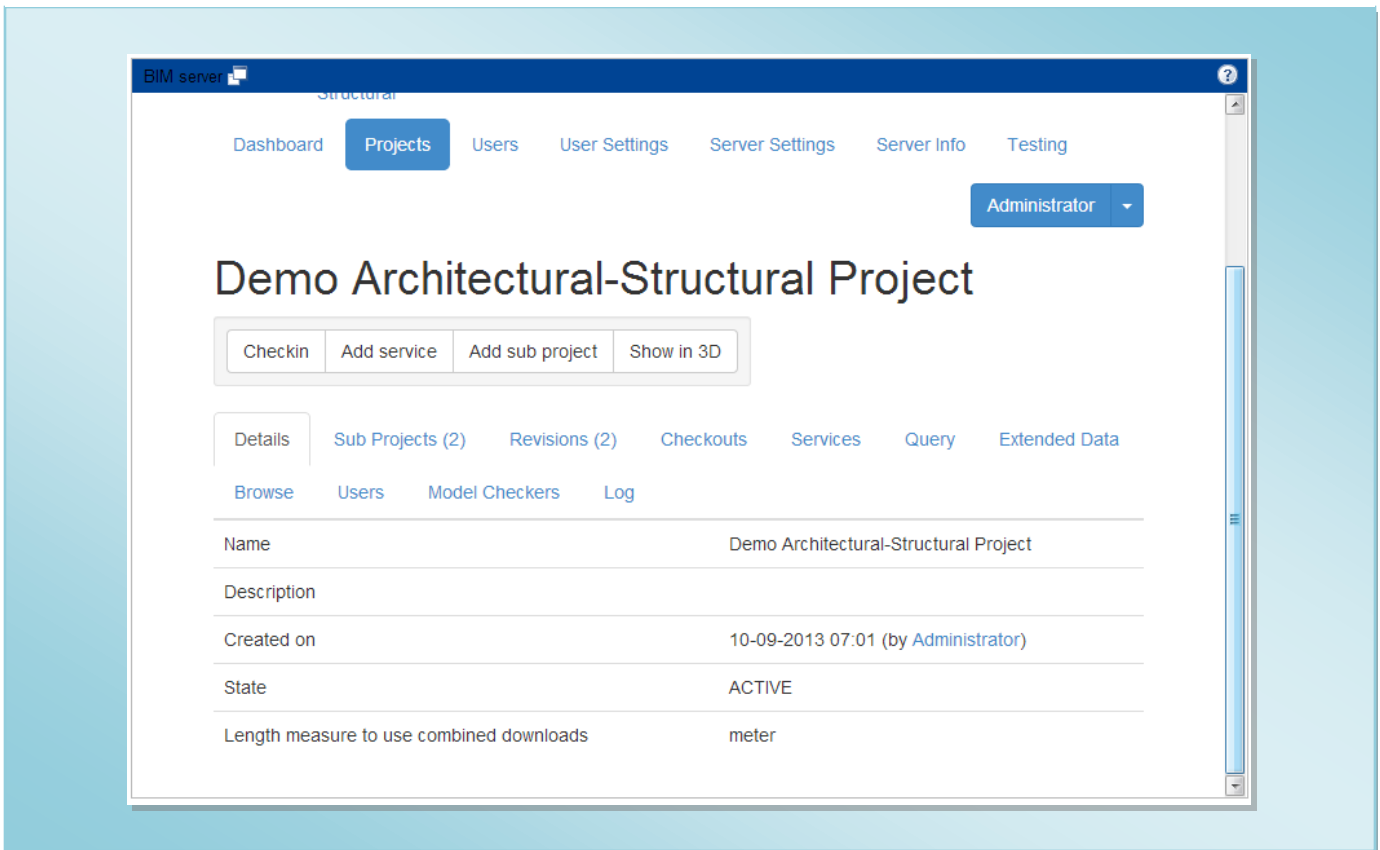 BIM server
Structural
Dashboard Projects Users User Settings Server Settings Server Info Testing
Administrator
Demo Architectural-Structural Project
Checkin Add service Add sub project Show in 3D
Details Sub Projects (2) Revisions (2) Checkouts Services Query Extended Data
Browse Users Model Checkers Log
Name Demo Architectural-Structural Project
Description
Created on 10-09-2013 07:01 (by Administrator)
State ACTIVE
Length measure to use combined downloads meter